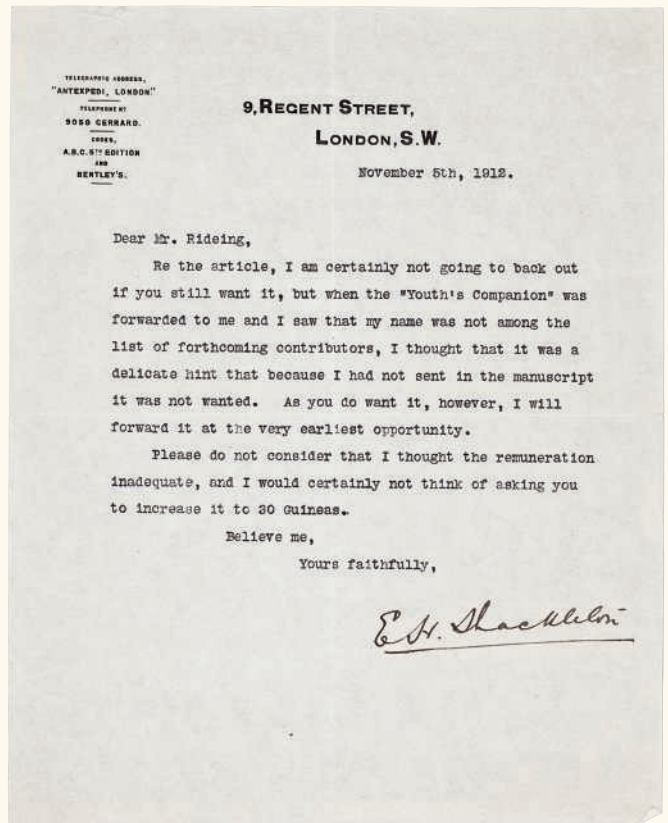 TELEGRAPHIC ADDRESS,
"ANTEXPEDI, LONDON."
TELEPHONE Nº
9050 GERRARD.
CODES,
A.B.C. 5TH EDITION
AND
BENTLEY'S.
9, REGENT STREET,
LONDON, S.W.
November 5th, 1912.
Dear Mr. Rideing,
Re the article, I am certainly not going to back out
if you still want it, but when the "Youth's Companion" was
forwarded to me and I saw that my name was not among the
list of forthcoming contributors, I thought that it was a
delicate hint that because I had not sent in the manuscript
it was not wanted. As you do want it, however, I will
forward it at the very earliest opportunity.
Please do not consider that I thought the remuneration
inadequate, and I would certainly not think of asking you
to increase it to 30 Guineas.
Believe me,
Yours faithfully,
E H. Shackleton